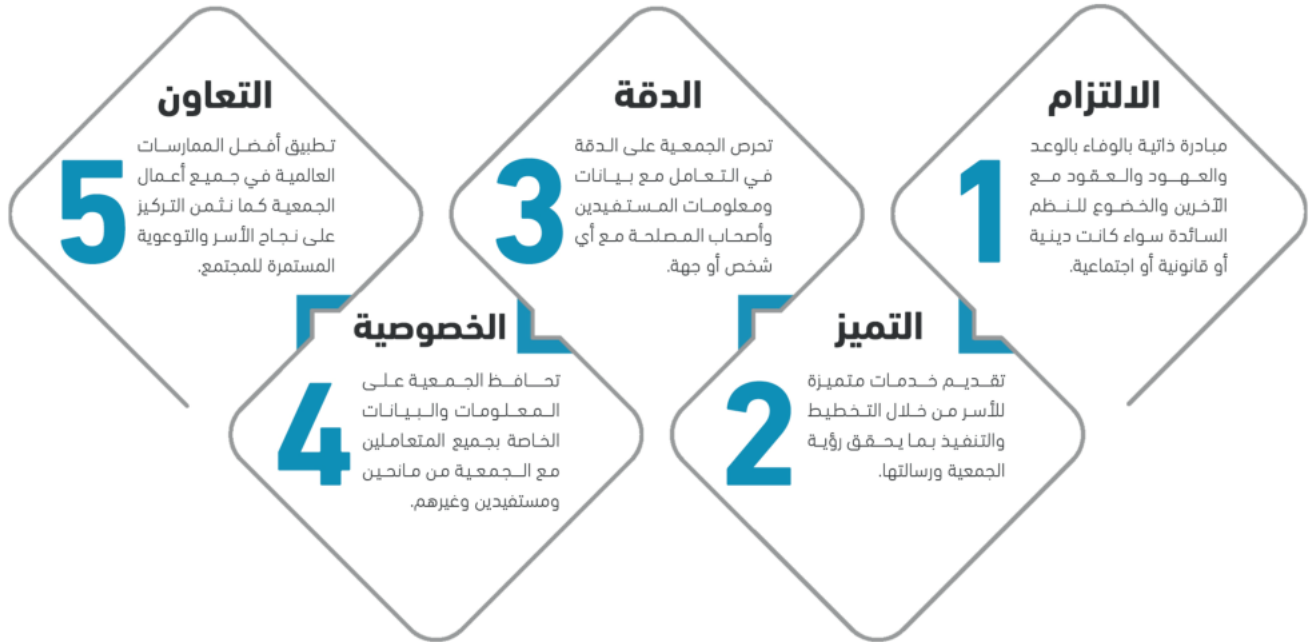 الالتزام
1
مبادرة ذاتية بالوفاء بالوعد
والعهود والعقود مع
الآخرين والخضوع للنظم
السائدة سواء كانت دينية
أو قانونية أو اجتماعية.
التميز
2
تقديم خدمات متميزة
للأسر من خلال التخطيط
والتنفيذ بما يحقق رؤية
الجمعية ورسالتها.
الدقة
3
تحرص الجمعية على الدقة
في التعامل مع بيانات
ومعلومات المستفيدين
وأصحاب المصلحة مع أي
شخص أو جهة.
الخصوصية
4
تحافظ الجمعية على
المعلومات والبيانات
الخاصة بجميع المتعاملين
مع الجمعية من مانحين
ومستفيدين وغيرهم.
التعاون
5
تطبيق أفضل الممارسات
العالمية في جميع أعمال
الجمعية كما نثمن التركيز
على نجاح الأسر والتوعوية
المستمرة للمجتمع.